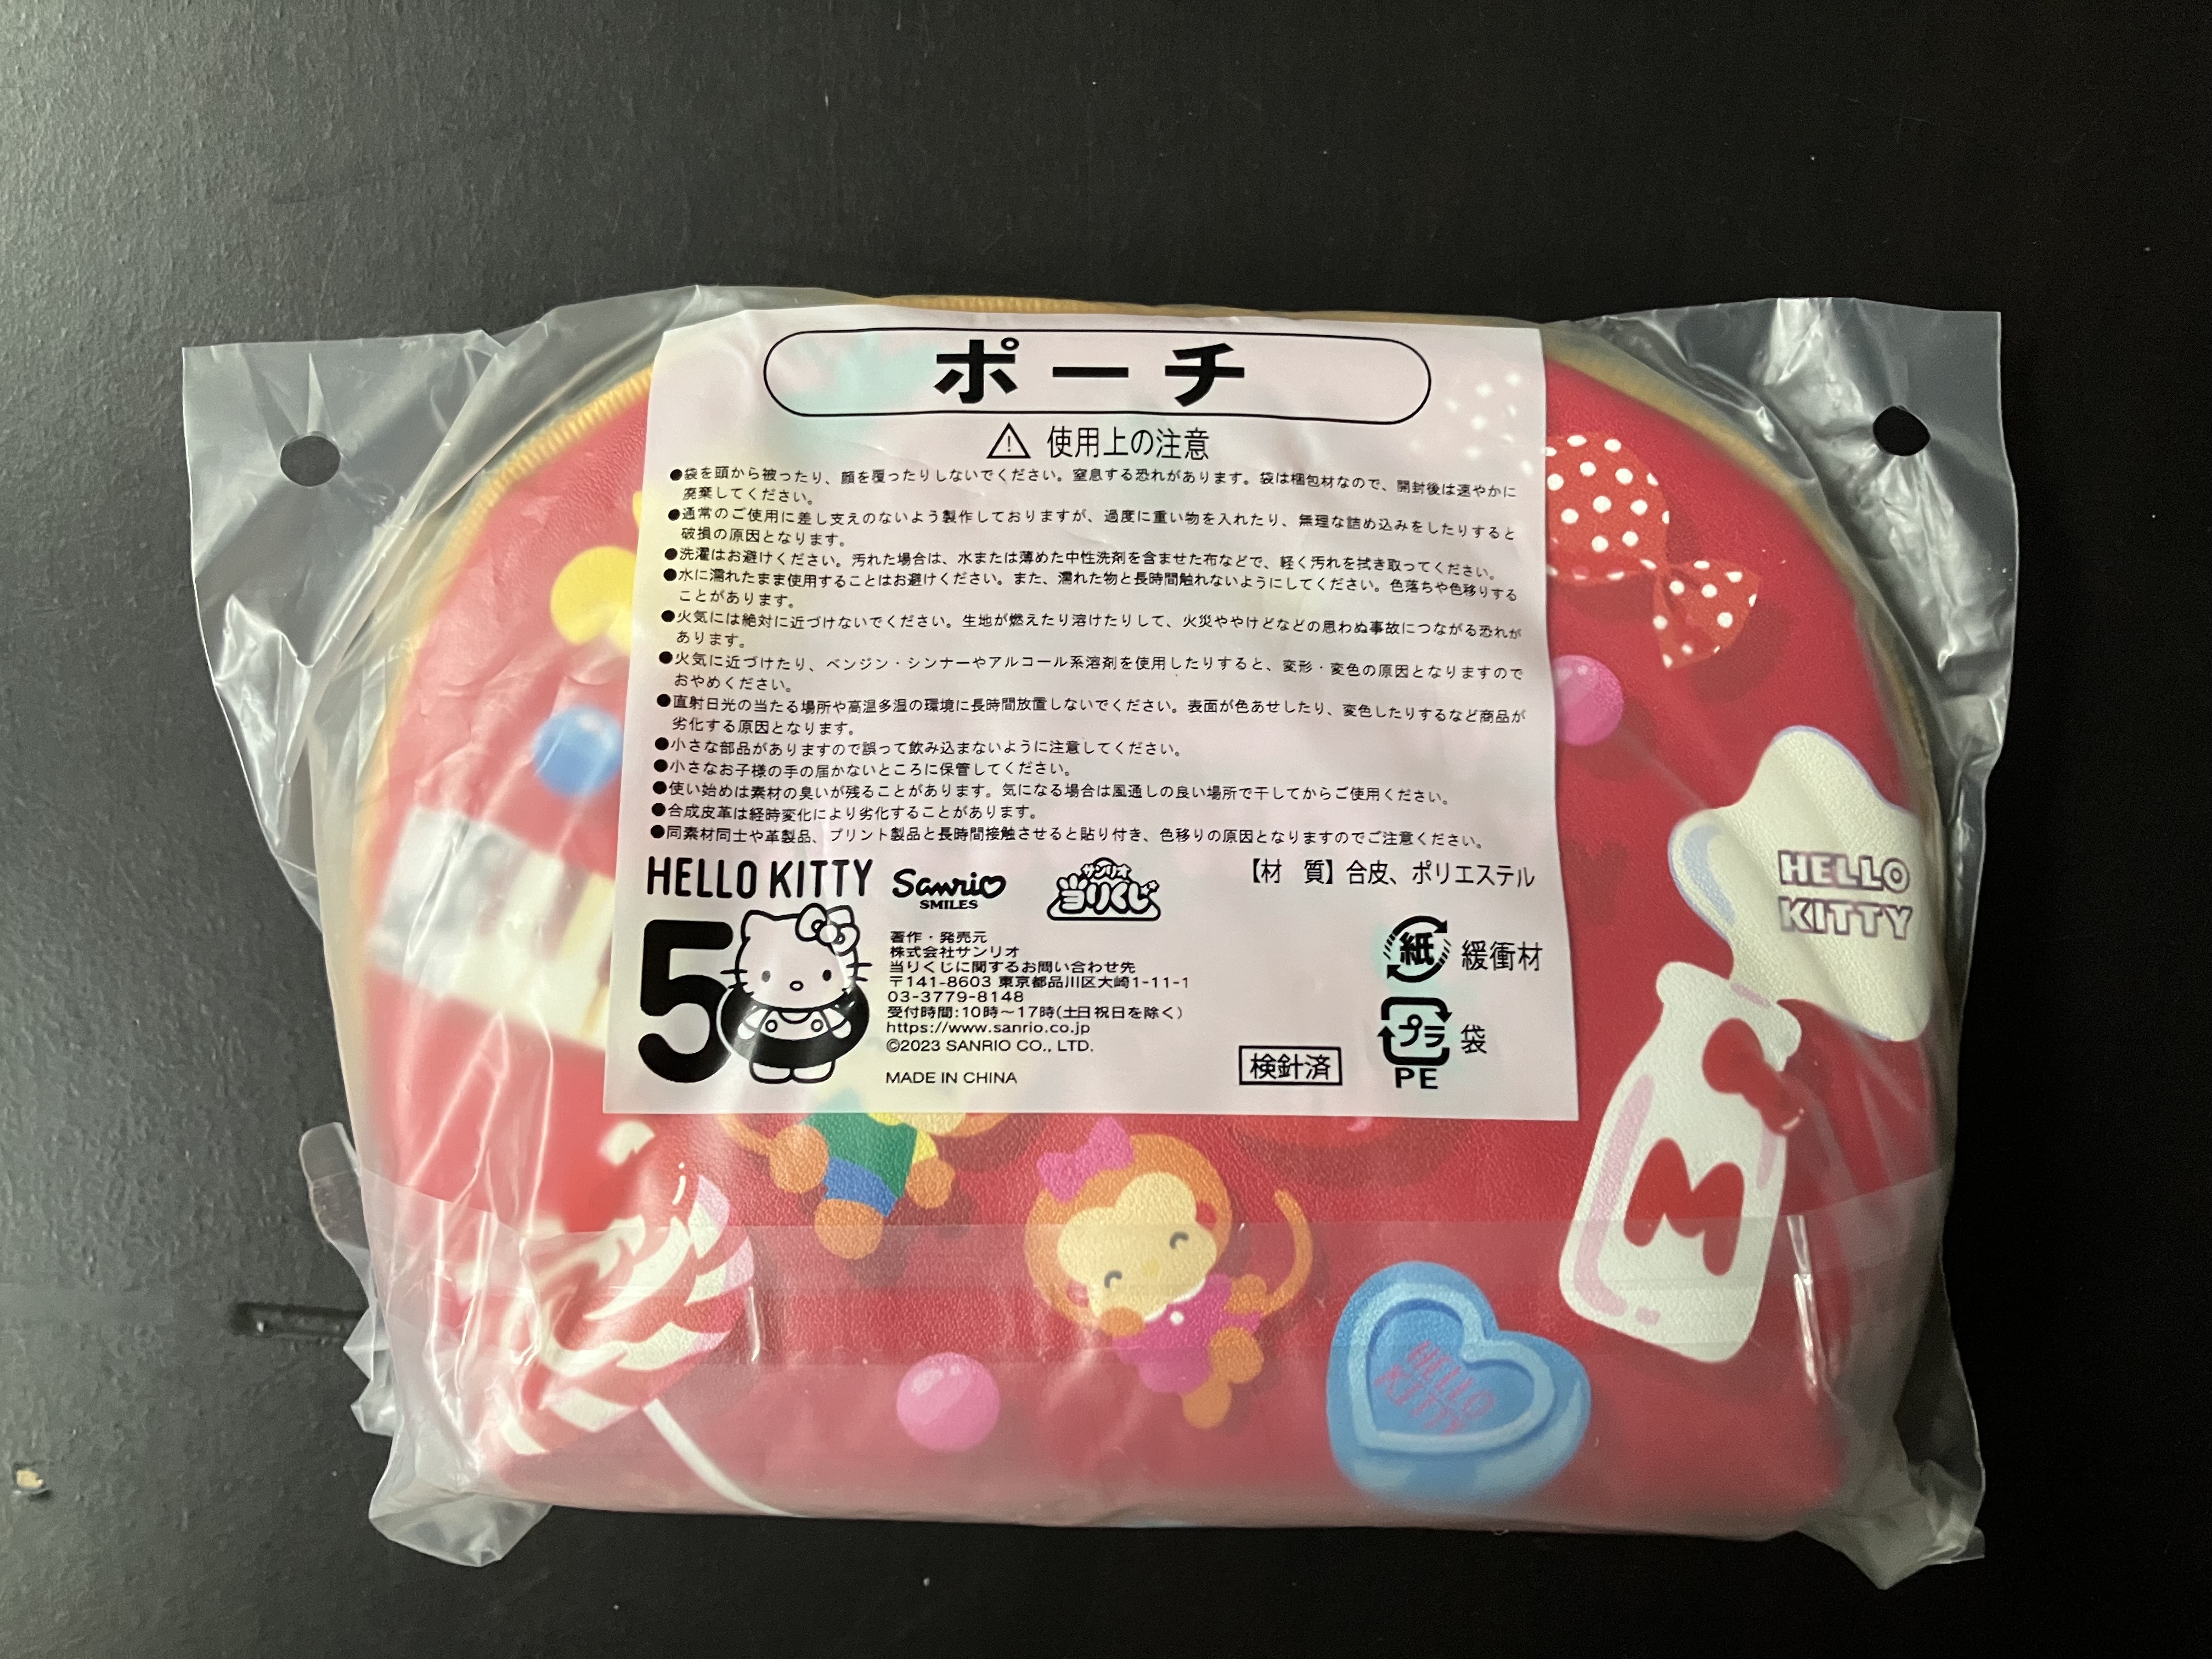 ポーチ
⚠ 使用上の注意
●袋を頭から被ったり、顔を覆ったりしないでください。窒息する恐れがあります。袋は梱包材なので、開封後は速やかに
廃棄してください。
●通常のご使用に差し支えのないよう製作しておりますが、過度に重い物を入れたり、無理な詰め込みをしたりすると
破損の原因となります。
●洗濯はお避けください。汚れた場合は、水または薄めた中性洗剤を含ませた布などで、軽く汚れを拭き取ってください。
●水に濡れたまま使用することはお避けください。また、濡れた物と長時間触れないようにしてください。色落ちや色移りする
ことがあります。
●火気には絶対に近づけないでください。生地が燃えたり溶けたりして、火災ややけどなどの思わぬ事故につながる恐れが
あります。
●火気に近づけたり、ベンジン・シンナーやアルコール系溶剤を使用したりすると、変形・変色の原因となりますので
おやめください。
●直射日光の当たる場所や高温多湿の環境に長時間放置しないでください。表面が色あせしたり、変色したりするなど商品が
劣化する原因となります。
●小さな部品がありますので誤って飲み込まないように注意してください。
●小さなお子様の手の届かないところに保管してください。
●使い始めは素材の臭いが残ることがあります。気になる場合は風通しの良い場所で干してからご使用ください。
●合成皮革は経時変化により劣化することがあります。
●同素材同士や革製品、プリント製品と長時間接触させると貼り付き、色移りの原因となりますのでご注意ください。
HELLO KITTY
50
Sanrio
SMILES
サンリオ
当りくじ
【材　質】合皮、ポリエステル
著作・発売元
株式会社サンリオ
当りくじに関するお問い合わせ先
〒141-8603 東京都品川区大崎1-11-1
03-3779-8148
受付時間:10時～17時(土日祝日を除く)
https://www.sanrio.co.jp
©2023 SANRIO CO., LTD.
MADE IN CHINA
検針済
紙 緩衝材
プラ 袋
PE
HELLO
KITTY
M
HELLO
KITTY